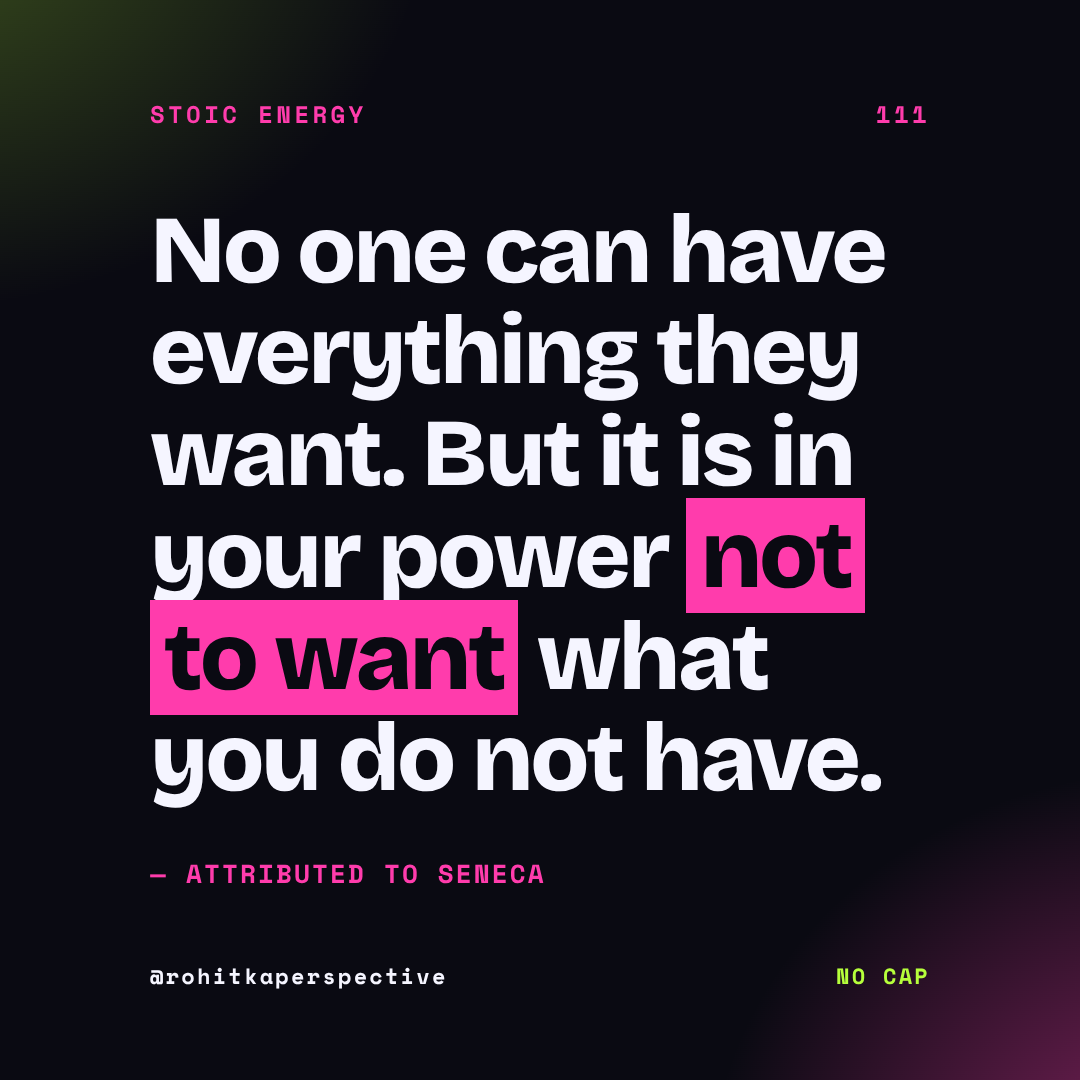 STOIC ENERGY
111
No one can have
everything they
want. But it is in
your power not
to want what
you do not have.
— ATTRIBUTED TO SENECA
@rohitkaperspective
NO CAP